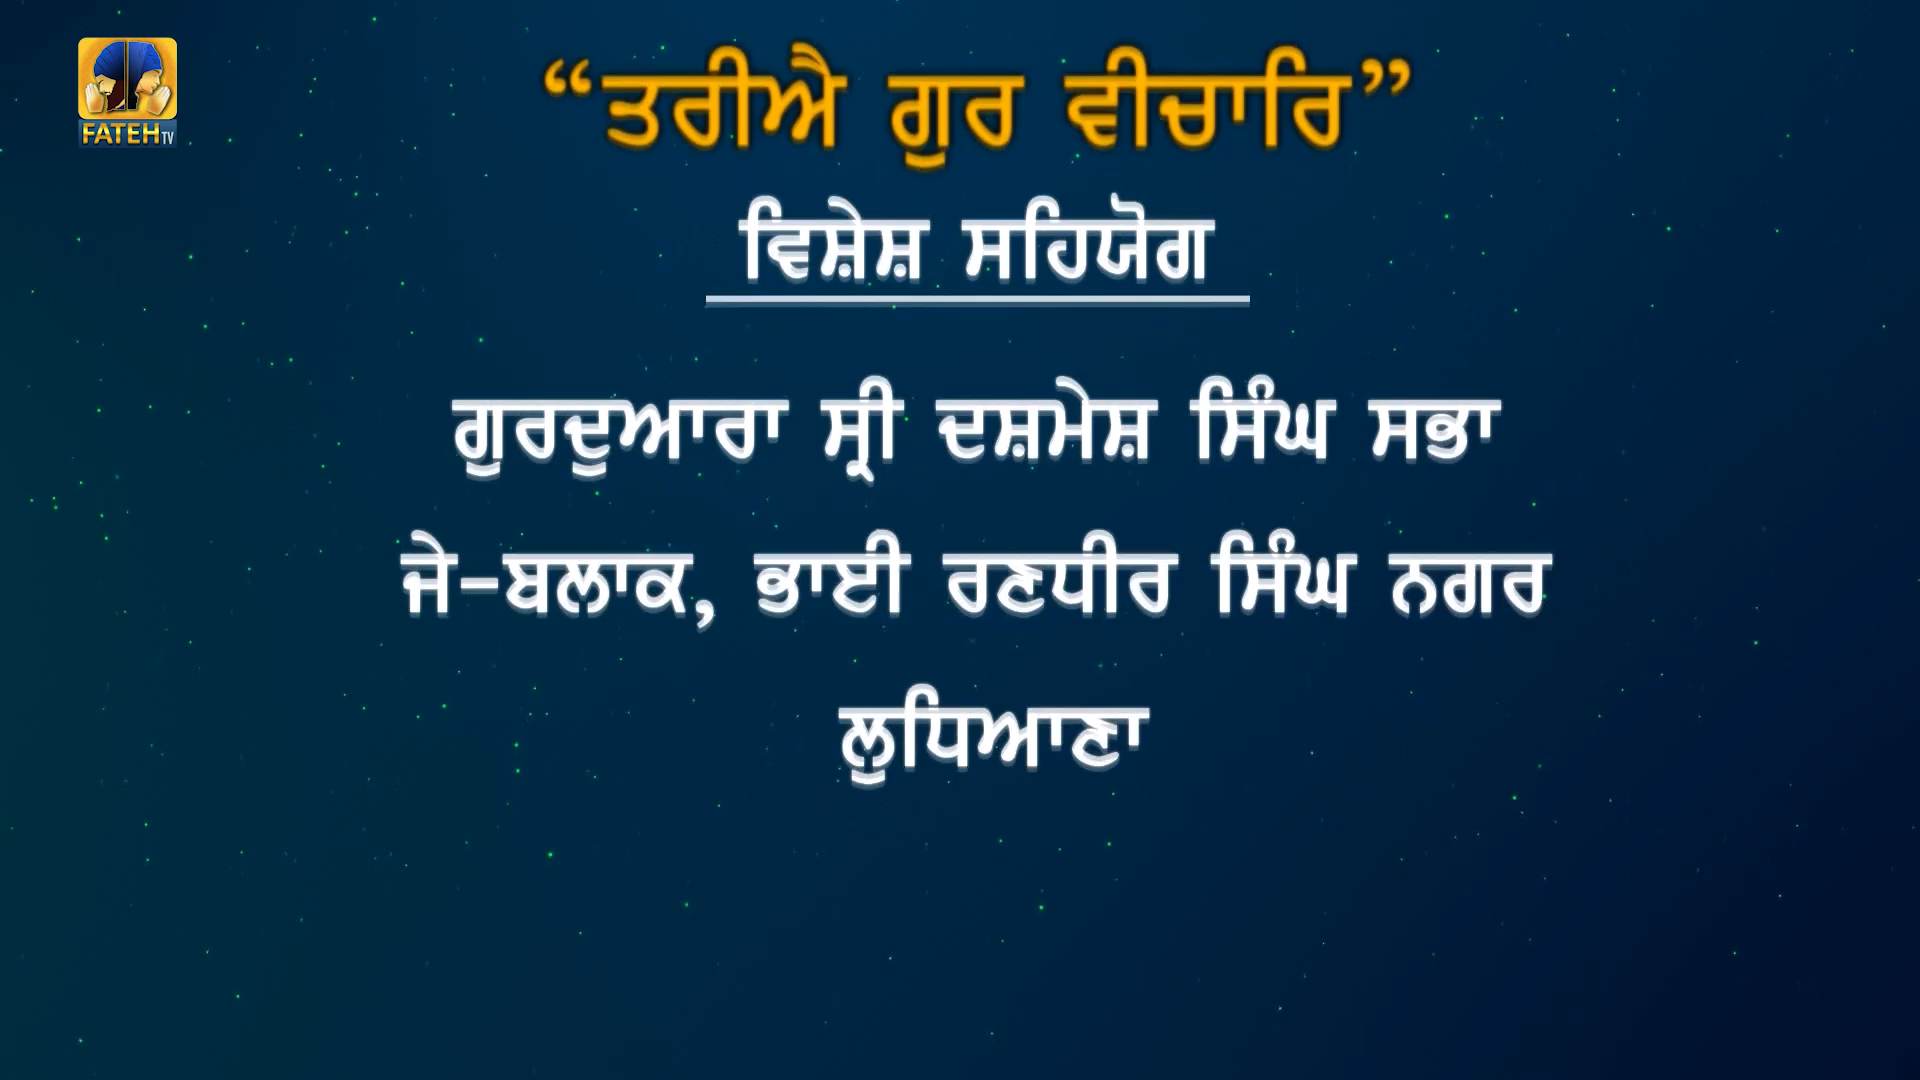 FATEH TV
“ਤਰੀਐ ਗੁਰ ਵੀਚਾਰਿ”
ਵਿਸ਼ੇਸ਼ ਸਹਿਯੋਗ
ਗੁਰਦੁਆਰਾ ਸ੍ਰੀ ਦਸ਼ਮੇਸ਼ ਸਿੰਘ ਸਭਾ
ਜੇ-ਬਲਾਕ, ਭਾਈ ਰਣਧੀਰ ਸਿੰਘ ਨਗਰ
ਲੁਧਿਆਣਾ